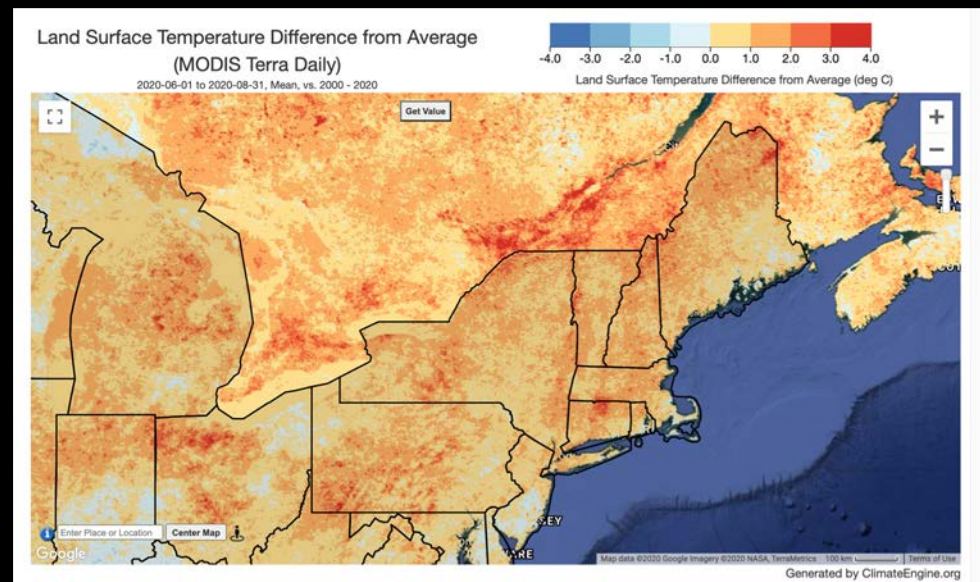 Land Surface Temperature Difference from Average
(MODIS Terra Daily)
2020-06-01 to 2020-08-31, Mean, vs. 2000 - 2020
-4.0 -3.0 -2.0 -1.0 0.0 1.0 2.0 3.0 4.0
Land Surface Temperature Difference from Average (deg C)
Get Value
+
−
EY
ARE
Enter Place or Location
Center Map
Google
Map data ©2020 Google Imagery ©2020 NASA, TerraMetrics
100 km
Terms of Use
Generated by ClimateEngine.org